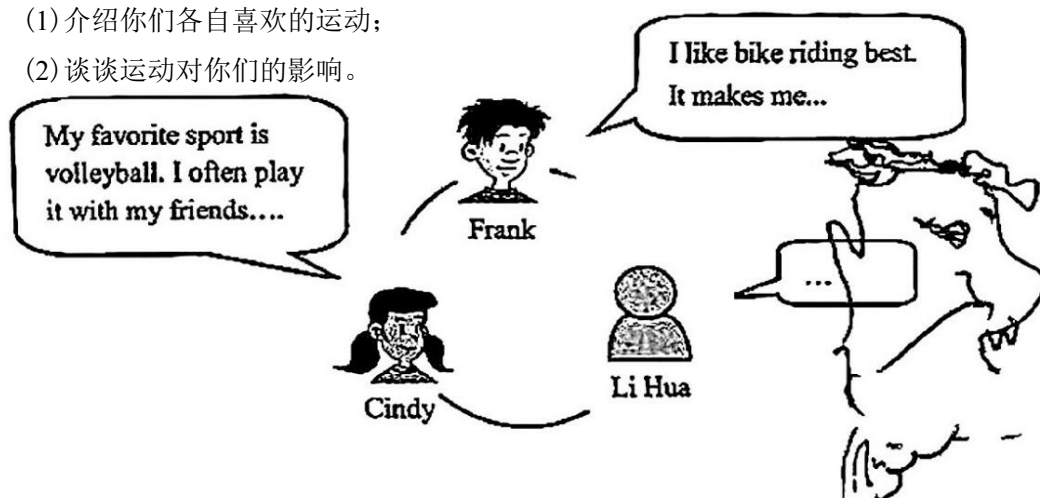 (1)介绍你们各自喜欢的运动;
(2)谈谈运动对你们的影响。
I like bike riding best.
It makes me...
My favorite sport is
volleyball. I often play
it with my friends….
Frank
...
Li Hua
Cindy